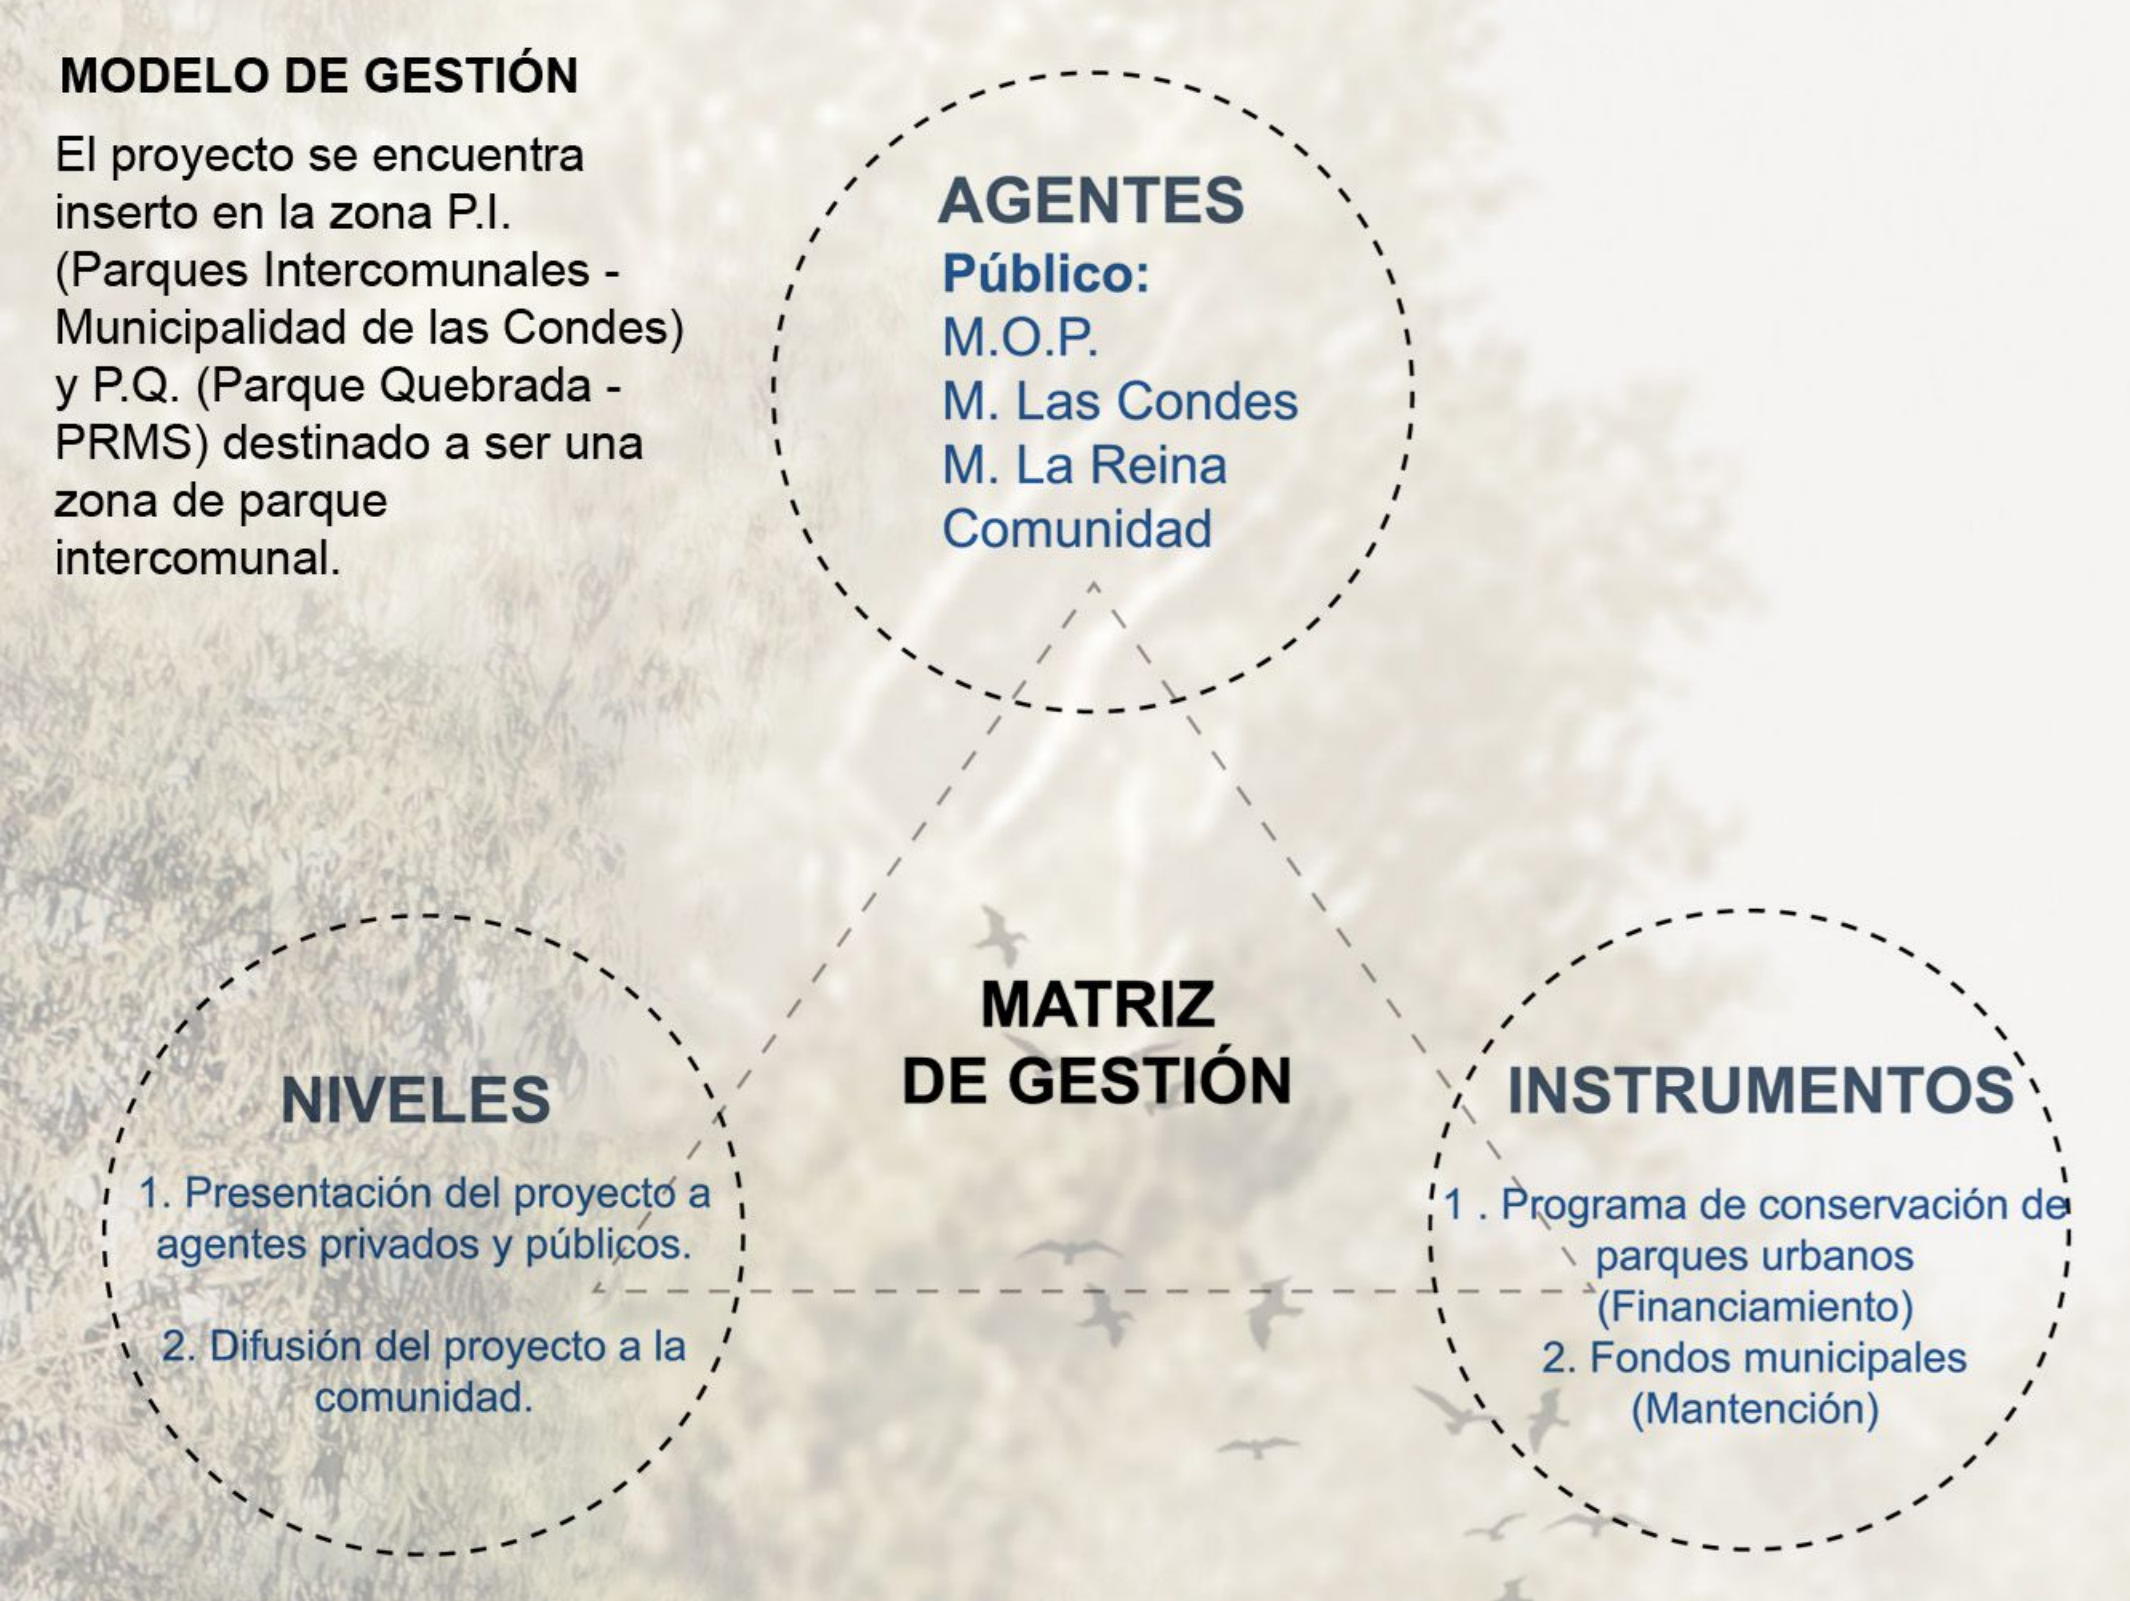 MODELO DE GESTIÓN
El proyecto se encuentra
inserto en la zona P.I.
(Parques Intercomunales -
Municipalidad de las Condes)
y P.Q. (Parque Quebrada -
PRMS) destinado a ser una
zona de parque
intercomunal.
AGENTES
Público:
M.O.P.
M. Las Condes
M. La Reina
Comunidad
MATRIZ
DE GESTIÓN
NIVELES
1. Presentación del proyecto a
agentes privados y públicos.
2. Difusión del proyecto a la
comunidad.
INSTRUMENTOS
1 . Programa de conservación de
parques urbanos
(Financiamiento)
2. Fondos municipales
(Mantención)